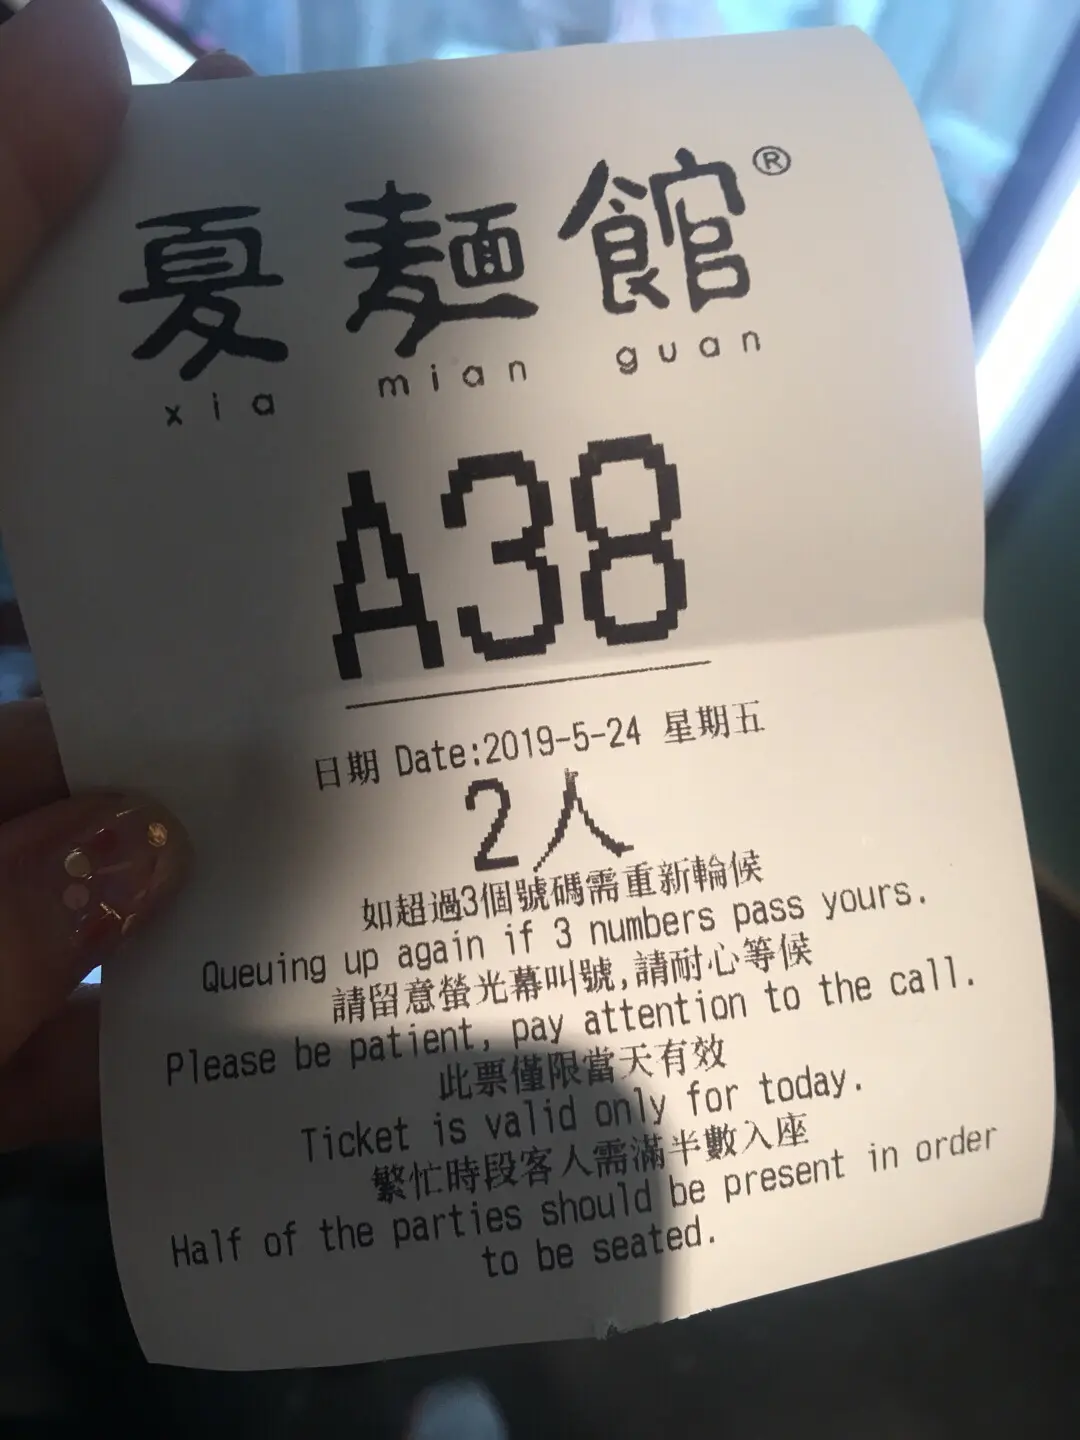 夏麵館®
xia mian guan
A38
日期 Date:2019-5-24 星期五
2人
如超過3個號碼需重新輪候
Queuing up again if 3 numbers pass yours.
請留意螢光幕叫號,請耐心等候
Please be patient, pay attention to the call.
此票僅限當天有效
Ticket is valid only for today.
繁忙時段客人需滿半數入座
Half of the parties should be present in order
to be seated.